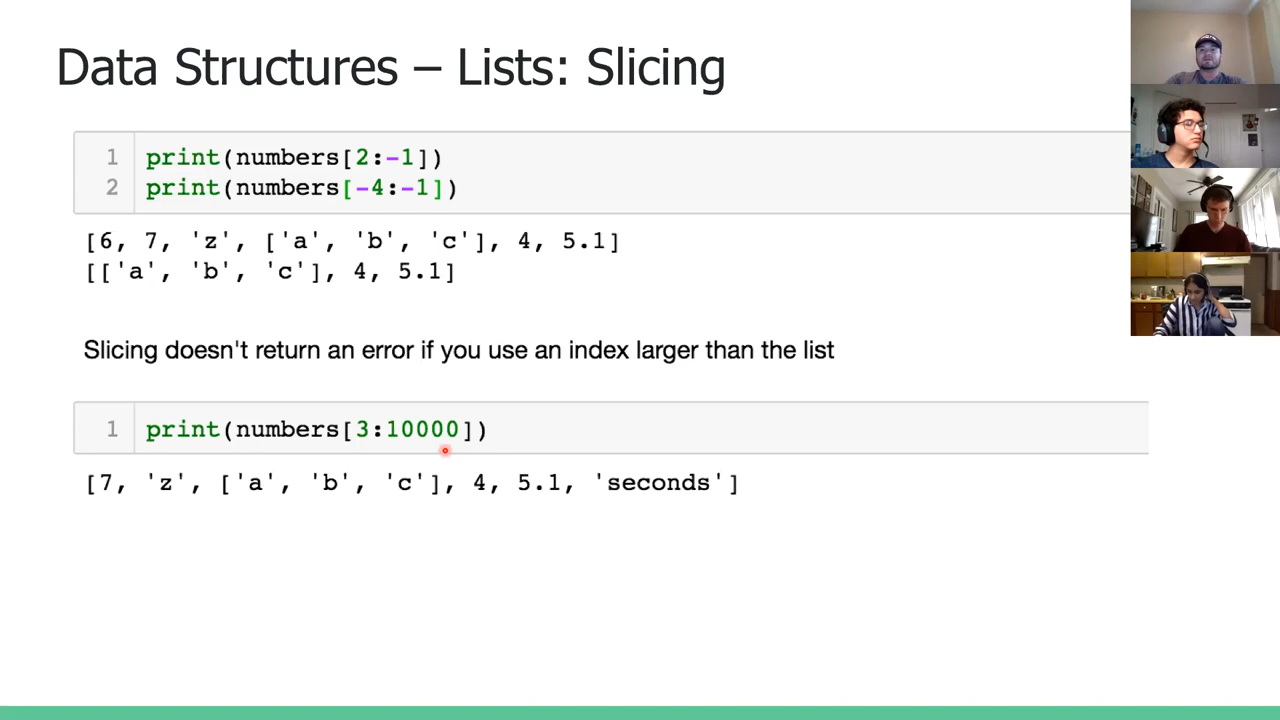 Data Structures – Lists: Slicing
1 print(numbers[2:-1])
2 print(numbers[-4:-1])
[6, 7, 'z', ['a', 'b', 'c'], 4, 5.1]
[['a', 'b', 'c'], 4, 5.1]
Slicing doesn't return an error if you use an index larger than the list
1 print(numbers[3:10000])
[7, 'z', ['a', 'b', 'c'], 4, 5.1, 'seconds']